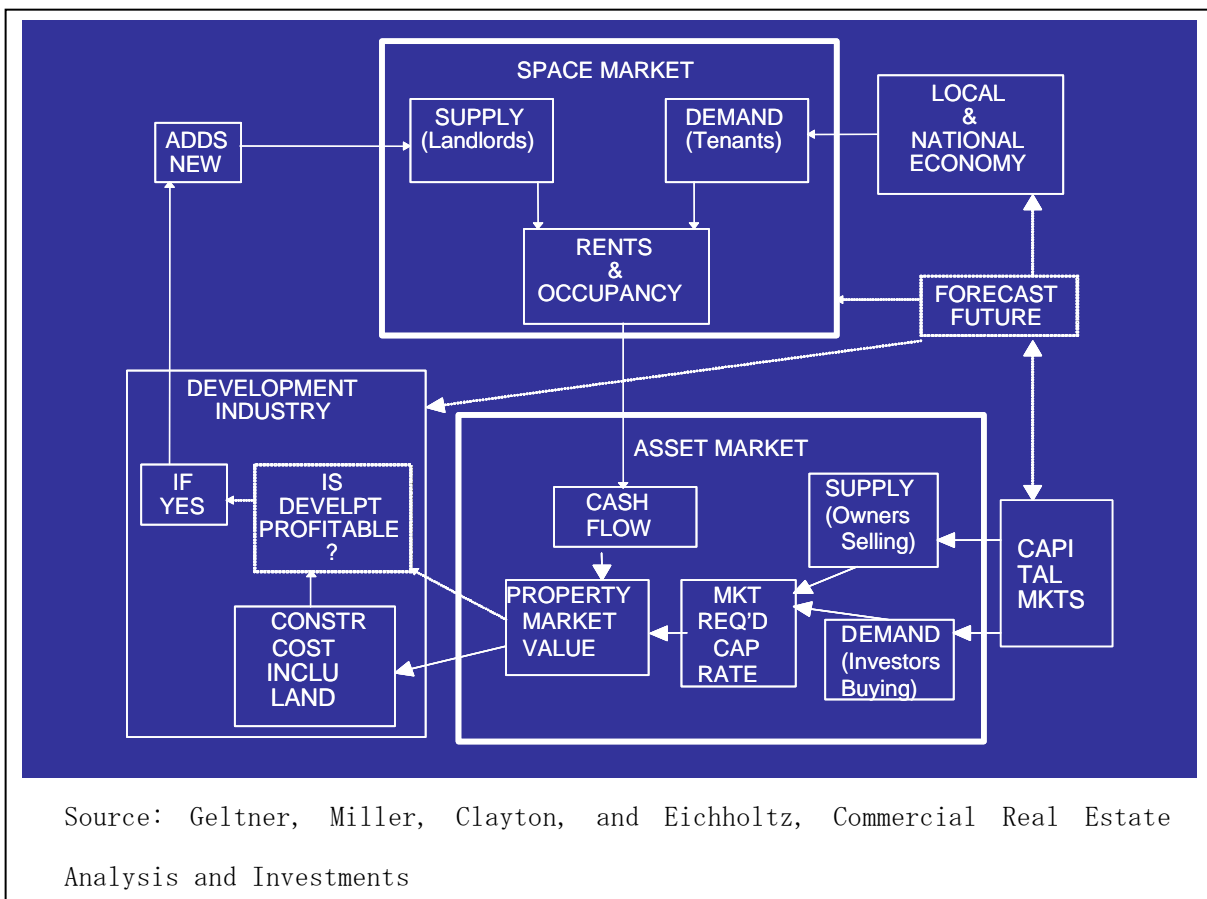 SPACE MARKET
SUPPLY
(Landlords)
DEMAND
(Tenants)
LOCAL
&
NATIONAL
ECONOMY
ADDS
NEW
RENTS
&
OCCUPANCY
FORECAST
FUTURE
DEVELOPMENT
INDUSTRY
IF
YES
IS
DEVELPT
PROFITABLE
?
CONSTR
COST
INCLU
LAND
ASSET MARKET
CASH
FLOW
PROPERTY
MARKET
VALUE
MKT
REQ’D
CAP
RATE
SUPPLY
(Owners
Selling)
DEMAND
(Investors
Buying)
CAPI
TAL
MKTS
Source: Geltner, Miller, Clayton, and Eichholtz, Commercial Real Estate
Analysis and Investments